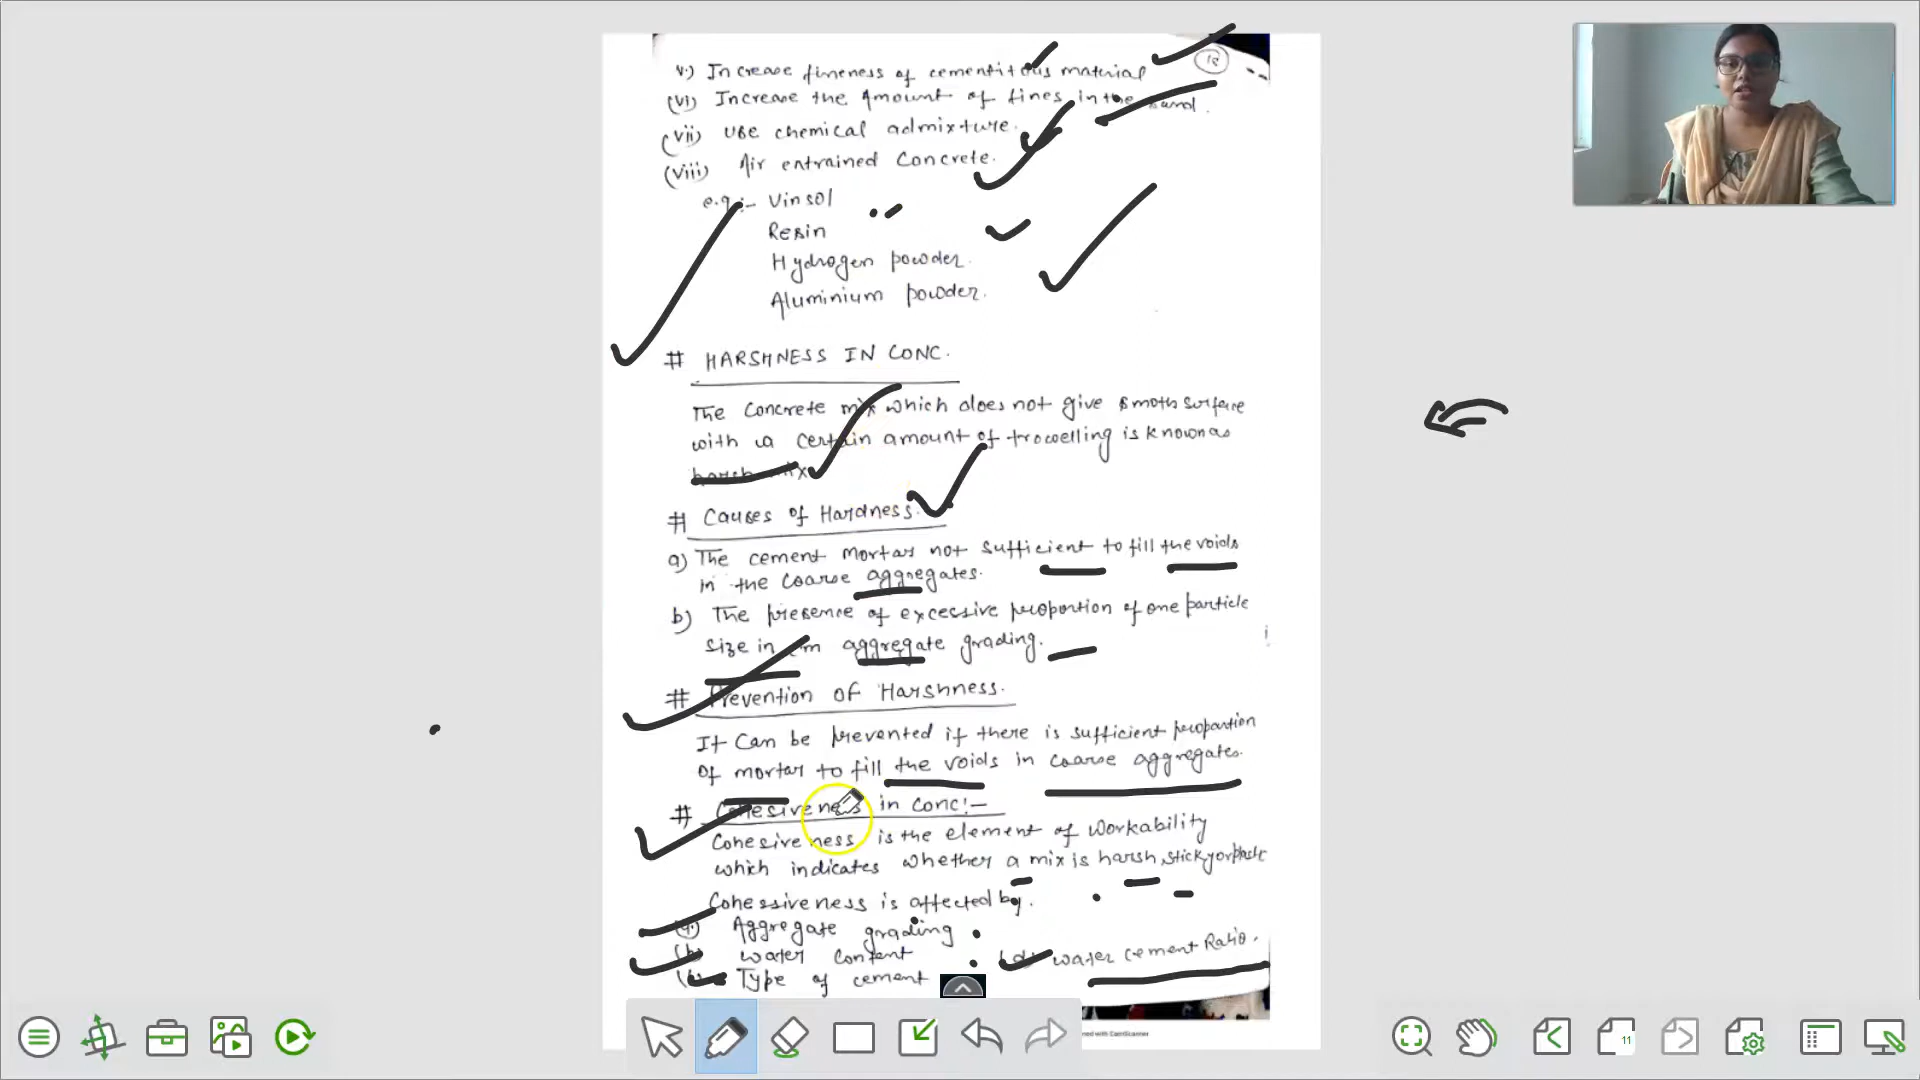 v.) Increase fineness of cementitous material
18
(vi) Increase the Amount of fines in the sand.
(vii) Use chemical admixture.
(viii) Air entrained Concrete.
e.g:- Vinsol
Resin
Hydrogen powder.
Aluminium powder.
# HARSHNESS IN CONC.
The Concrete mix which does not give smoth surface
with a certain amount of trowelling is known as
harsh mix
# Causes of Hardness.
a) The cement mortar not sufficient to fill the voids
in the coarse aggregates.
b) The presence of excessive proportion of one particle
size in aggregate grading.
# Prevention OF Harshness.
It Can be prevented if there is sufficient proportion
Of mortar to fill the voids in coarse aggregates.
# Cohesiveness in conc:-
Cohesiveness is the element of workability
which indicates whether a mix is harsh, sticky or plastic
Cohessiveness is affected by.
(a) Aggregate grading
(b) water content (d) water cement Ratio.
(c) Type of cement
11